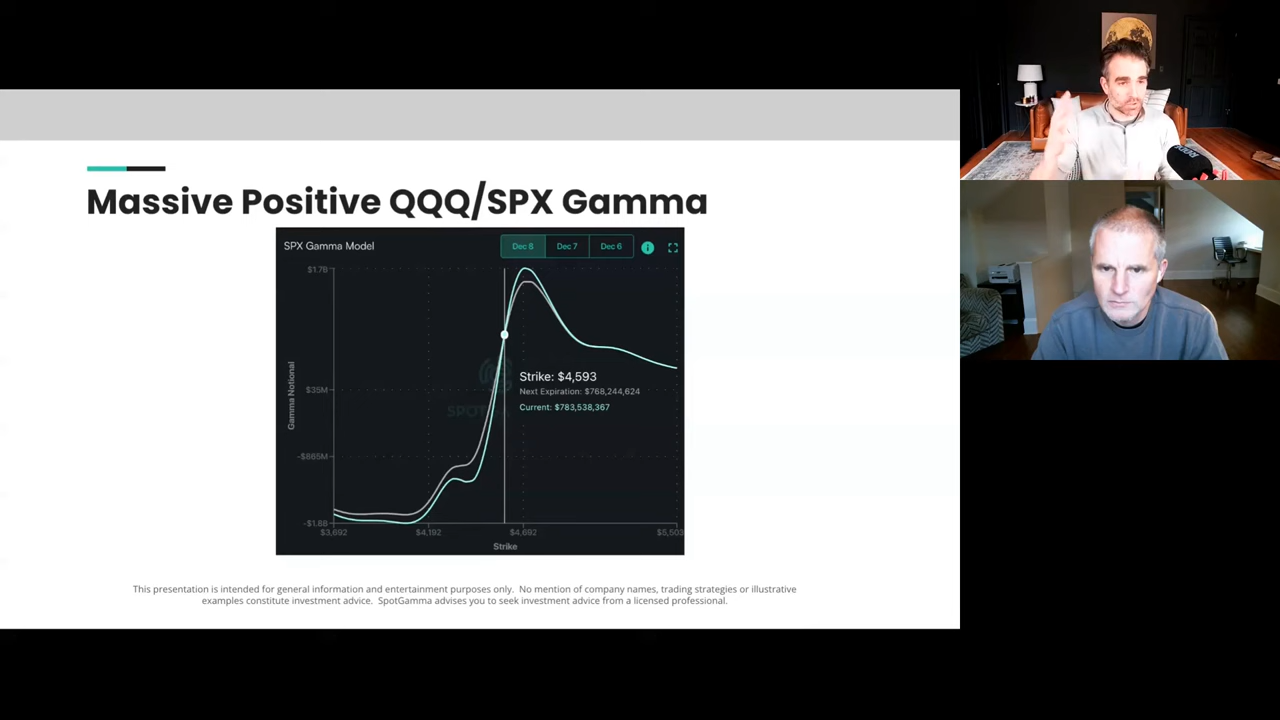 Massive Positive QQQ/SPX Gamma
SPX Gamma Model
Dec 8 Dec 7 Dec 6
$1.7B
$35M
-$865M
-$1.8B
Gamma Notional
Strike: $4,593
Next Expiration: $768,244,624
Current: $783,538,367
$3,692 $4,192 $4,692 $5,503
Strike
This presentation is intended for general information and entertainment purposes only. No mention of company names, trading strategies or illustrative
examples constitute investment advice. SpotGamma advises you to seek investment advice from a licensed professional.